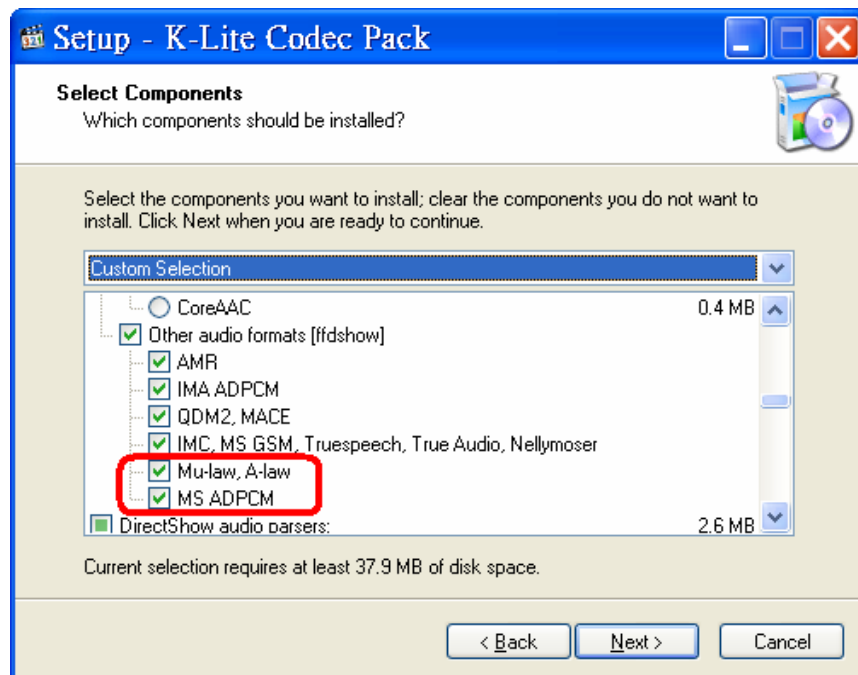 Setup - K-Lite Codec Pack
Select Components
Which components should be installed?
Select the components you want to install; clear the components you do not want to
install. Click Next when you are ready to continue.
Custom Selection
CoreAAC 0.4 MB
Other audio formats [ffdshow]
AMR
IMA ADPCM
QDM2, MACE
IMC, MS GSM, Truespeech, True Audio, Nellymoser
Mu-law, A-law
MS ADPCM
DirectShow audio parsers: 2.6 MB
Current selection requires at least 37.9 MB of disk space.
< Back Next > Cancel